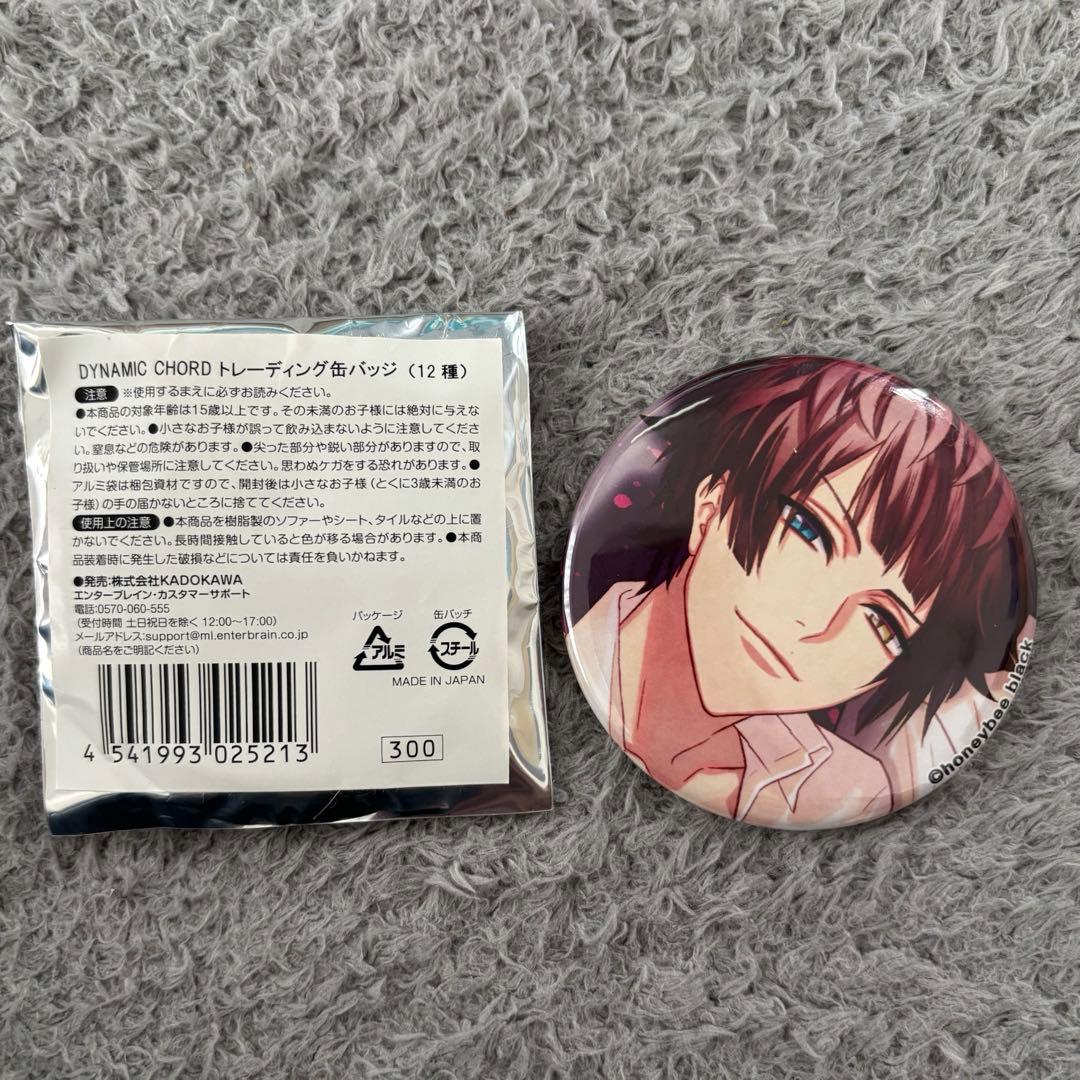 DYNAMIC CHORD トレーディング缶バッジ（12種）
注意 ※使用するまえに必ずお読みください。
●本商品の対象年齢は15歳以上です。その未満のお子様には絶対に与えな
いでください。●小さなお子様が誤って飲み込まないように注意してくださ
い。窒息などの危険があります。●尖った部分や鋭い部分がありますので、取
り扱いや保管場所に注意してください。思わぬケガをする恐れがあります。●
アルミ袋は梱包資材ですので、開封後は小さなお子様（とくに3歳未満のお子
様）の手の届かないところに捨ててください。
使用上の注意 ●本商品を樹脂製のソファーやシート、タイルなどの上に置
かないでください。長時間接触していると色が移る場合があります。●本商
品装着時に発生した破損などについては責任を負いかねます。
●発売：株式会社KADOKAWA
エンターブレイン・カスタマーサポート
電話:0570-060-555
（受付時間 土日祝日を除く 12:00〜17:00）
メールアドレス:support@ml.enterbrain.co.jp
（商品名をご明記ください）
パッケージ 缶バッチ
アルミ スチール
MADE IN JAPAN
4 541993 025213
300
©honeybee black